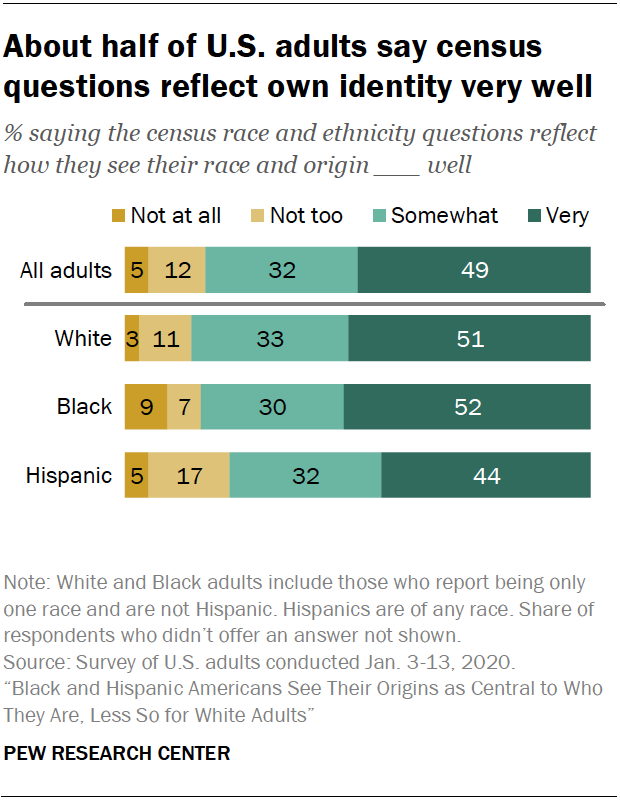 About half of U.S. adults say census
questions reflect own identity very well
% saying the census race and ethnicity questions reflect
how they see their race and origin ___ well
Not at all Not too Somewhat Very
All adults 5 12 32 49
White 3 11 33 51
Black 9 7 30 52
Hispanic 5 17 32 44
Note: White and Black adults include those who report being only
one race and are not Hispanic. Hispanics are of any race. Share of
respondents who didn’t offer an answer not shown.
Source: Survey of U.S. adults conducted Jan. 3-13, 2020.
“Black and Hispanic Americans See Their Origins as Central to Who
They Are, Less So for White Adults”
PEW RESEARCH CENTER